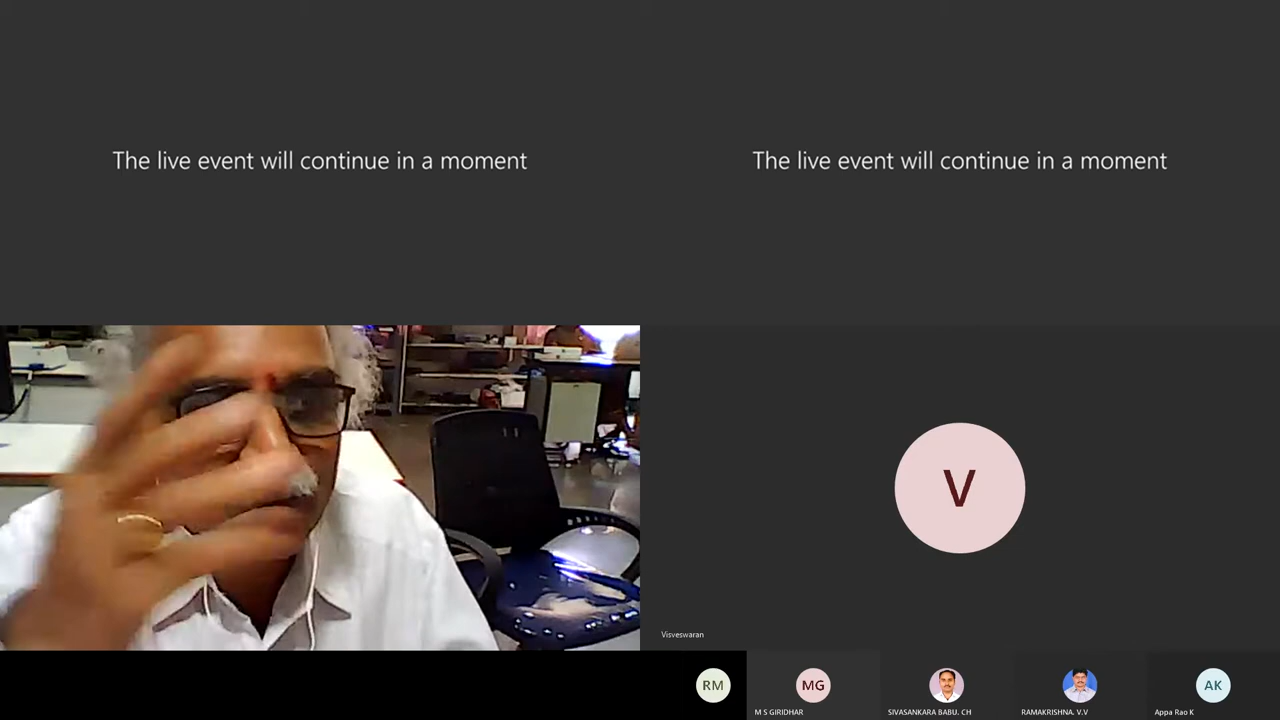 The live event will continue in a moment
The live event will continue in a moment
V
Visveswaran
RM
MG
M S GIRIDHAR
SIVASANKARA BABU. CH
RAMAKRISHNA. V.V
AK
Appa Rao K